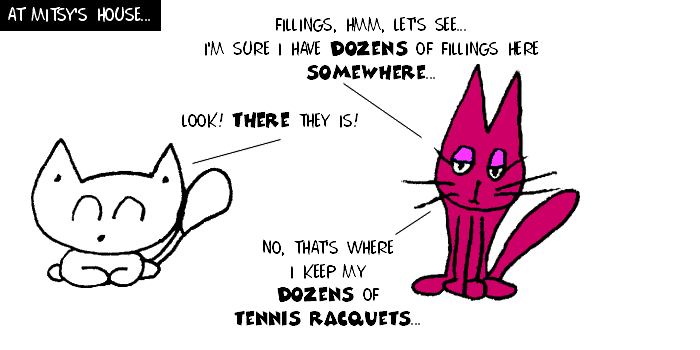 AT MITSY'S HOUSE...
FILLINGS, HMM, LET'S SEE...
I'M SURE I HAVE DOZENS OF FILLINGS HERE
SOMEWHERE...
LOOK! THERE THEY IS!
NO, THAT'S WHERE
I KEEP MY
DOZENS OF
TENNIS RACQUETS...